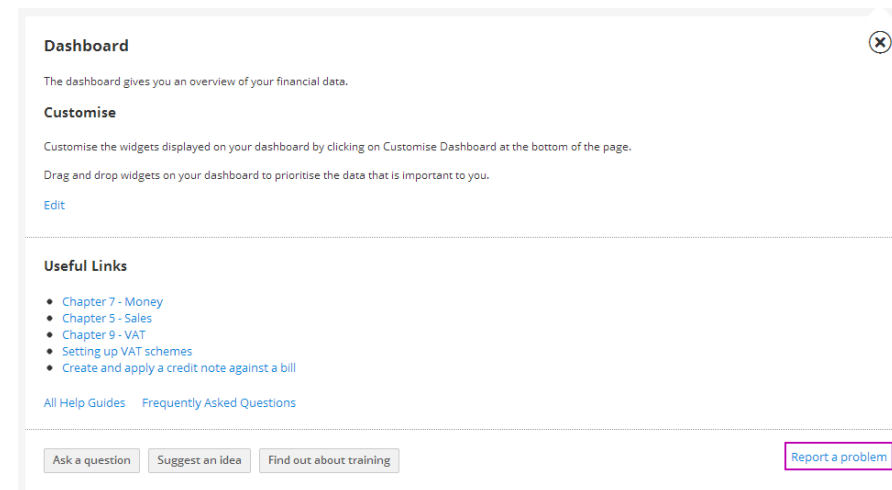 Dashboard
The dashboard gives you an overview of your financial data.
Customise
Customise the widgets displayed on your dashboard by clicking on Customise Dashboard at the bottom of the page.
Drag and drop widgets on your dashboard to prioritise the data that is important to you.
Edit
Useful Links
Chapter 7 - Money
Chapter 5 - Sales
Chapter 9 - VAT
Setting up VAT schemes
Create and apply a credit note against a bill
All Help Guides Frequently Asked Questions
Ask a question Suggest an idea Find out about training Report a problem